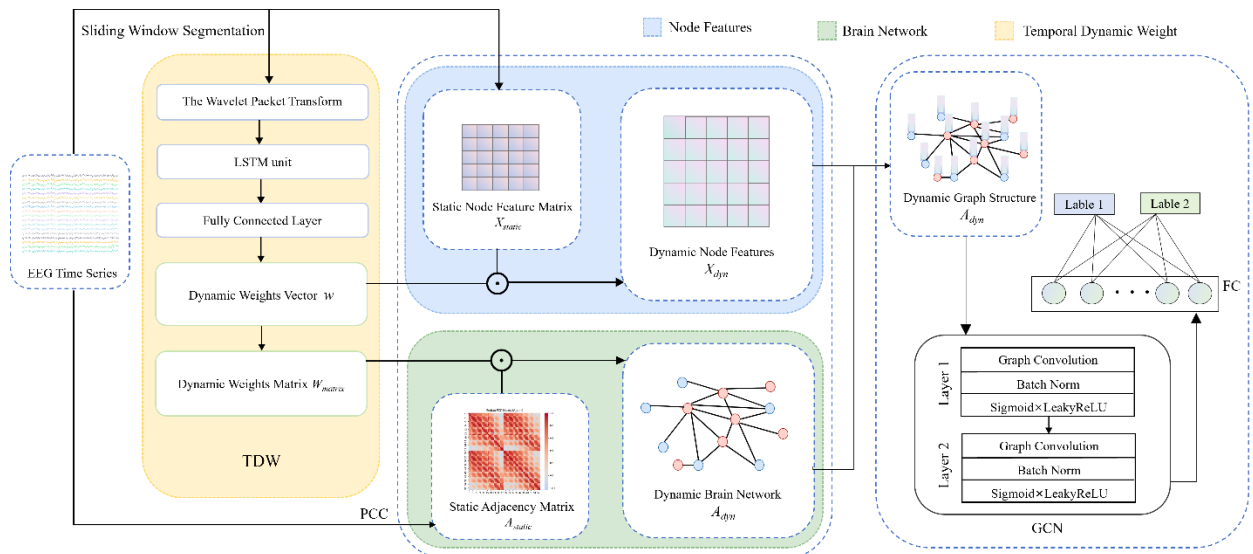 Sliding Window Segmentation
Node Features
Brain Network
Temporal Dynamic Weight
The Wavelet Packet Transform
LSTM unit
Fully Connected Layer
Dynamic Weights Vector w
Dynamic Weights Matrix W_matrix
TDW
EEG Time Series
PCC
Static Node Feature Matrix
X_static
Dynamic Node Features
X_dyn
Static Adjacency Matrix
A_static
Dynamic Brain Network
A_dyn
Dynamic Graph Structure
A_dyn
Lable 1
Lable 2
FC
Layer 1
Graph Convolution
Batch Norm
Sigmoid×LeakyReLU
Layer 2
Graph Convolution
Batch Norm
Sigmoid×LeakyReLU
GCN